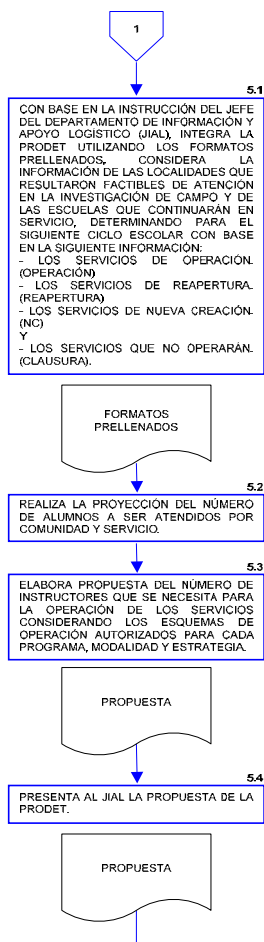 1
5.1
CON BASE EN LA INSTRUCCIÓN DEL JEFE
DEL DEPARTAMENTO DE INFORMACIÓN Y
APOYO LOGÍSTICO (JIAL), INTEGRA LA
PRODET UTILIZANDO LOS FORMATOS
PRELLENADOS, CONSIDERA LA
INFORMACIÓN DE LAS LOCALIDADES QUE
RESULTARON FACTIBLES DE ATENCIÓN
EN LA INVESTIGACIÓN DE CAMPO Y DE
LAS ESCUELAS QUE CONTINUARÁN EN
SERVICIO, DETERMINANDO PARA EL
SIGUIENTE CICLO ESCOLAR CON BASE
EN LA SIGUIENTE INFORMACIÓN:
- LOS SERVICIOS DE OPERACIÓN.
(OPERACIÓN)
- LOS SERVICIOS DE REAPERTURA.
(REAPERTURA)
- LOS SERVICIOS DE NUEVA CREACIÓN.
(NC)
Y
- LOS SERVICIOS QUE NO OPERARÁN.
(CLAUSURA).
FORMATOS
PRELLENADOS
5.2
REALIZA LA PROYECCIÓN DEL NÚMERO
DE ALUMNOS A SER ATENDIDOS POR
COMUNIDAD Y SERVICIO.
5.3
ELABORA PROPUESTA DEL NÚMERO DE
INSTRUCTORES QUE SE NECESITA PARA
LA OPERACIÓN DE LOS SERVICIOS
CONSIDERANDO LOS ESQUEMAS DE
OPERACIÓN AUTORIZADOS PARA CADA
PROGRAMA, MODALIDAD Y ESTRATEGIA.
PROPUESTA
5.4
PRESENTA AL JIAL LA PROPUESTA DE LA
PRODET.
PROPUESTA